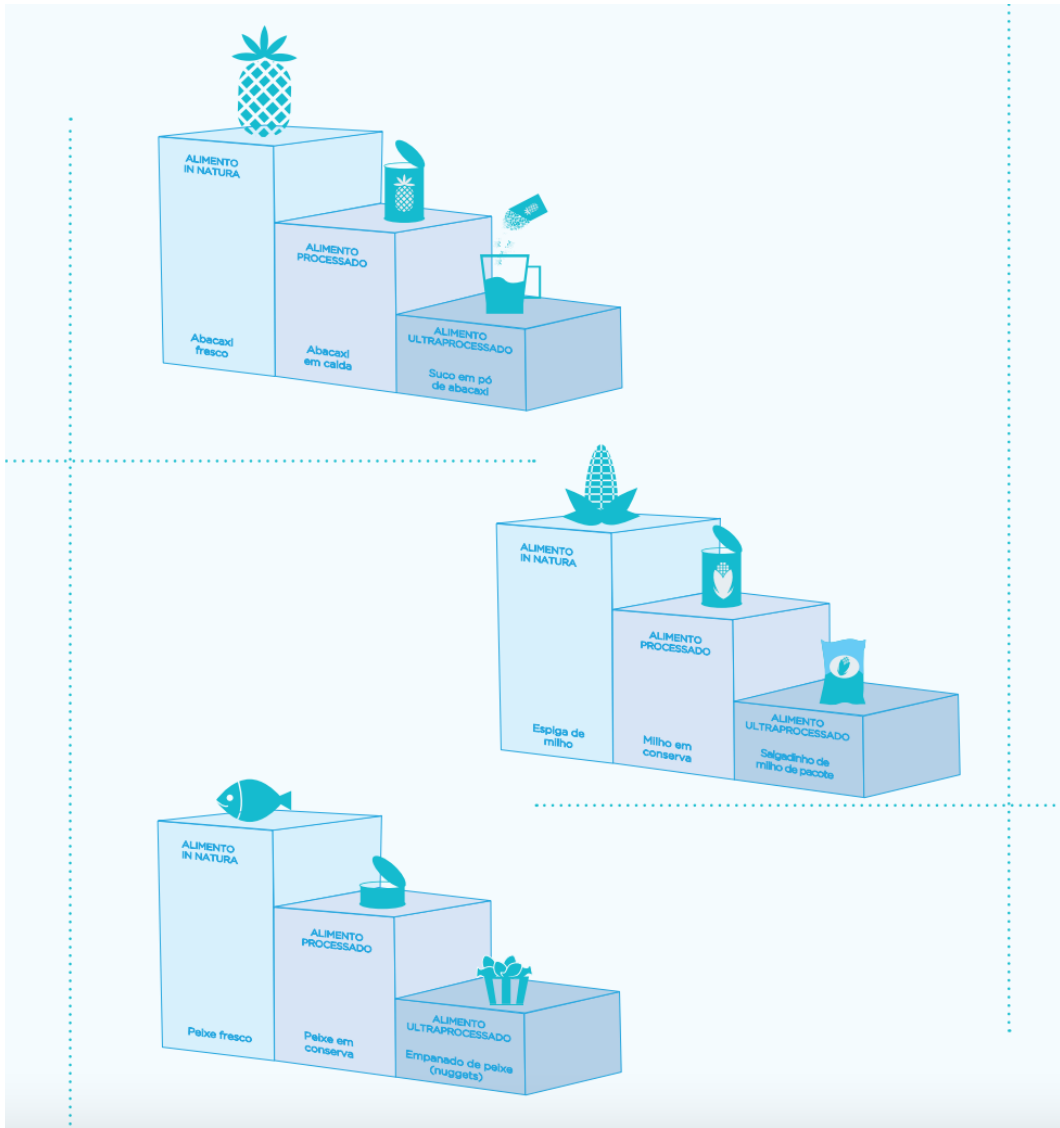 ALIMENTO
IN NATURA
Abacaxi
fresco
ALIMENTO
PROCESSADO
Abacaxi
em calda
ALIMENTO
ULTRAPROCESSADO
Suco em pó
de abacaxi
ALIMENTO
IN NATURA
Espiga de
milho
ALIMENTO
PROCESSADO
Milho em
conserva
ALIMENTO
ULTRAPROCESSADO
Salgadinho de
milho de pacote
ALIMENTO
IN NATURA
Peixe fresco
ALIMENTO
PROCESSADO
Peixe em
conserva
ALIMENTO
ULTRAPROCESSADO
Empanado de peixe
(nuggets)